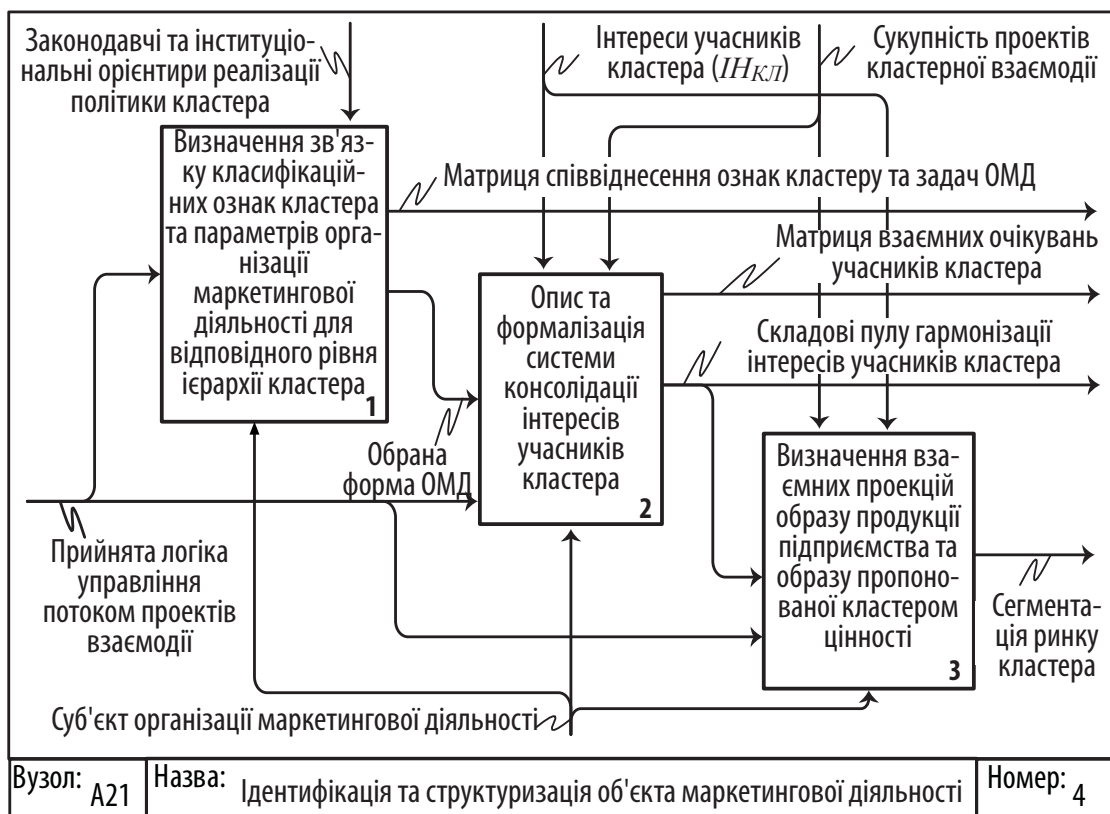 Законодавчі та інституціо-
нальні орієнтири реалізації
політики кластера
Інтереси учасників
кластера (IH_КЛ)
Сукупність проектів
кластерної взаємодії
Визначення зв'яз-
ку класифікацій-
них ознак кластера
та параметрів орга-
нізації
маркетингової
діяльності для
відповідного рівня
ієрархії кластера
1
Матриця співвіднесення ознак кластеру та задач ОМД
Матриця взаємних очікувань
учасників кластера
Опис та
формалізація
системи
консолідації
інтересів
учасників
кластера
2
Складові пулу гармонізації
інтересів учасників кластера
Обрана
форма ОМД
Визначення вза-
ємних проекцій
образу продукції
підприємства та
образу пропоно-
ваної кластером
цінності
3
Прийнята логіка
управління
потоком проектів
взаємодії
Сегмента-
ція ринку
кластера
Суб'єкт організації маркетингової діяльності
Вузол: А21
Назва: Ідентифікація та структуризація об'єкта маркетингової діяльності
Номер: 4